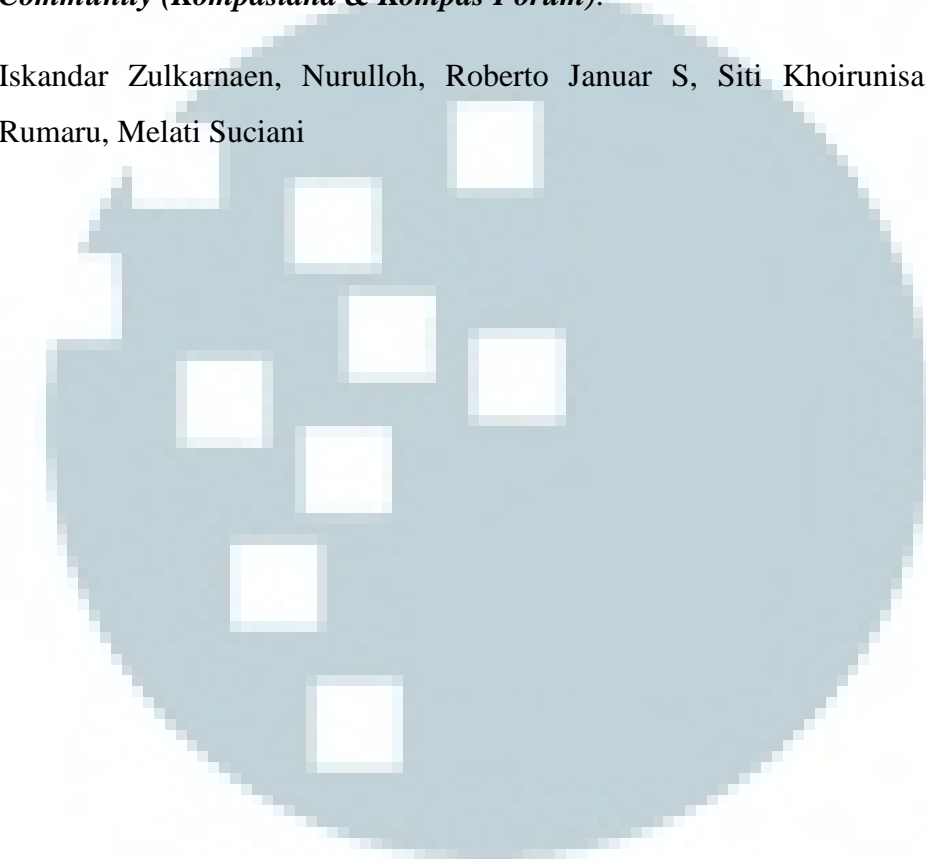 Community (Kompasiana & Kompas Forum):
Iskandar Zulkarnaen, Nurulloh, Roberto Januar S, Siti Khoirunisa
Rumaru, Melati Suciani